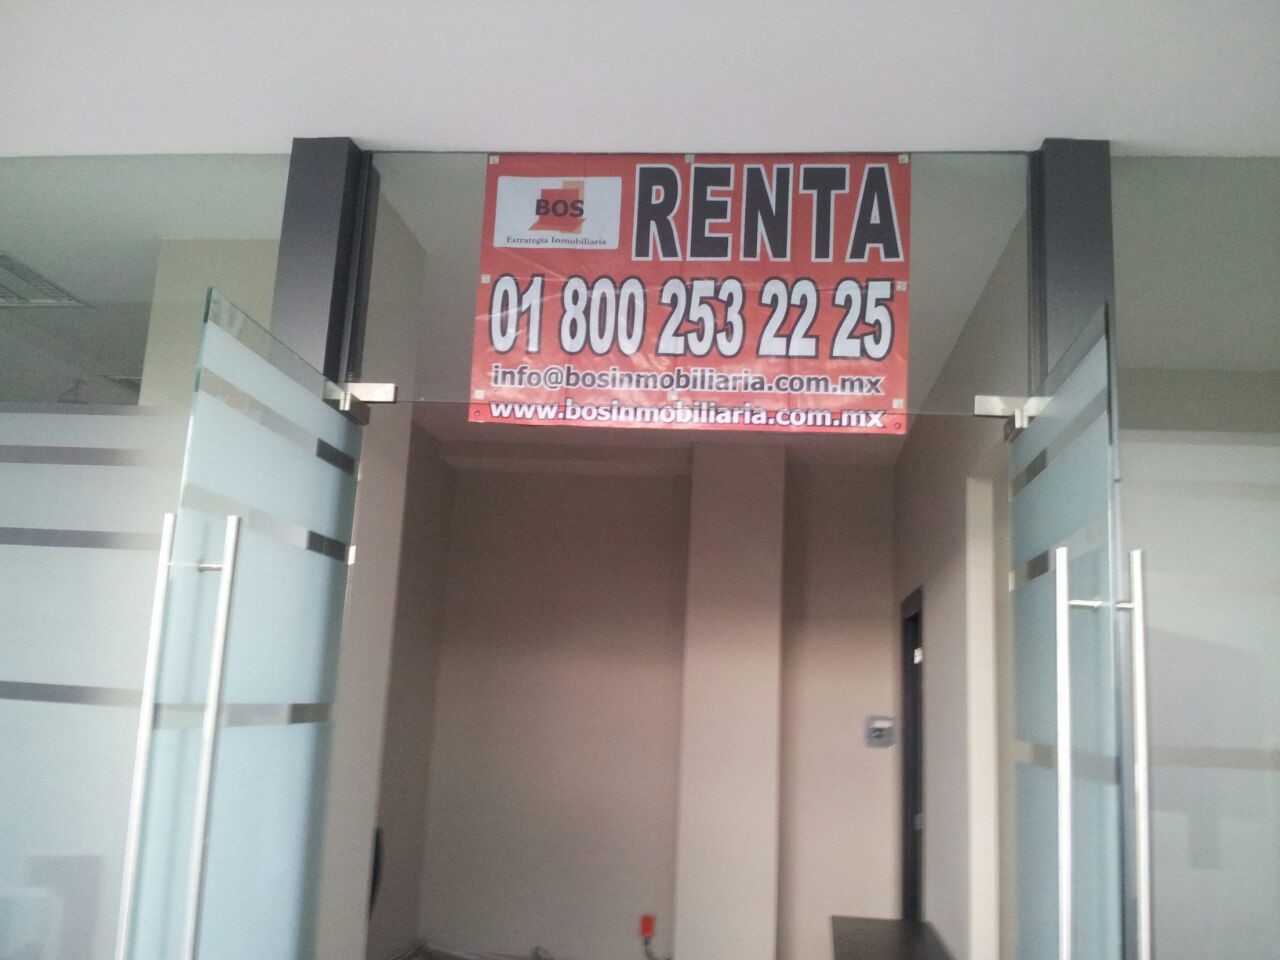 BOS
Estrategia Inmobiliaria
RENTA
01 800 253 22 25
info@bosinmobiliaria.com.mx
www.bosinmobiliaria.com.mx